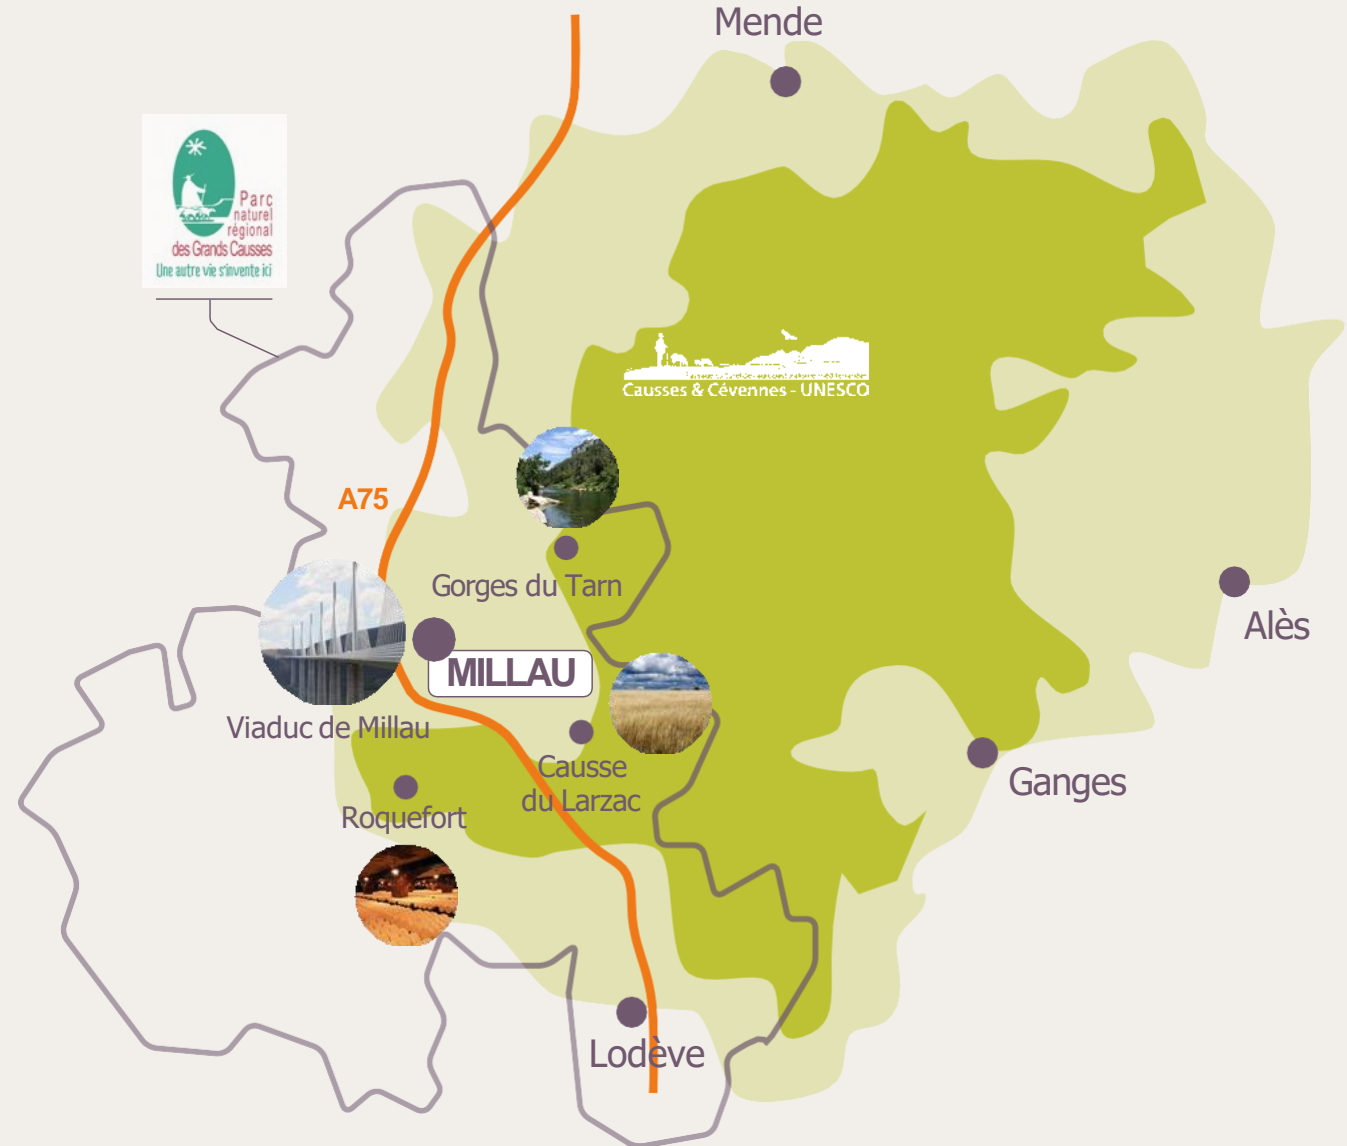 Mende
Parc
naturel
régional
des Grands Causses
Une autre vie s'invente ici
Causses & Cévennes - UNESCO
A75
Gorges du Tarn
Alès
MILLAU
Viaduc de Millau
Causse
du Larzac
Ganges
Roquefort
Lodève